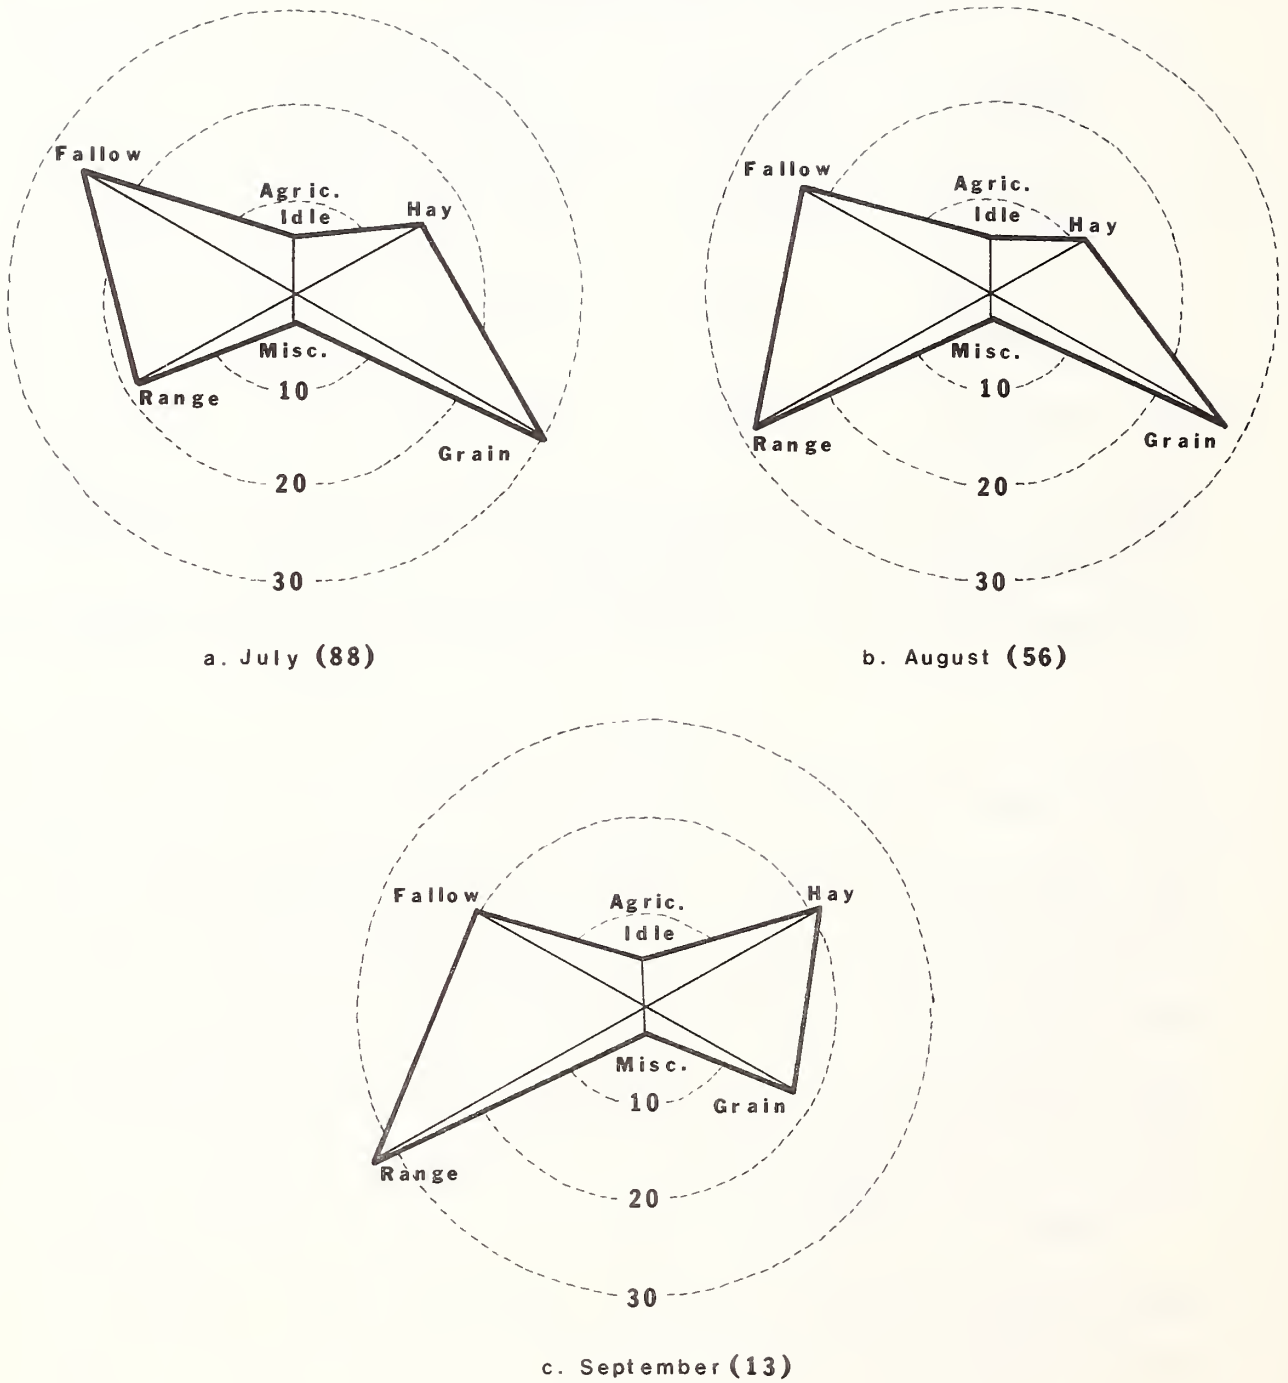 Fallow
Agric.
Idle
Hay
Misc.
10
Range
Grain
20
30
a. July (88)
Fallow
Agric.
Idle
Hay
Misc.
10
Range
Grain
20
30
b. August (56)
Fallow
Agric.
Idle
Hay
Misc.
10
Grain
Range
20
30
c. September (13)